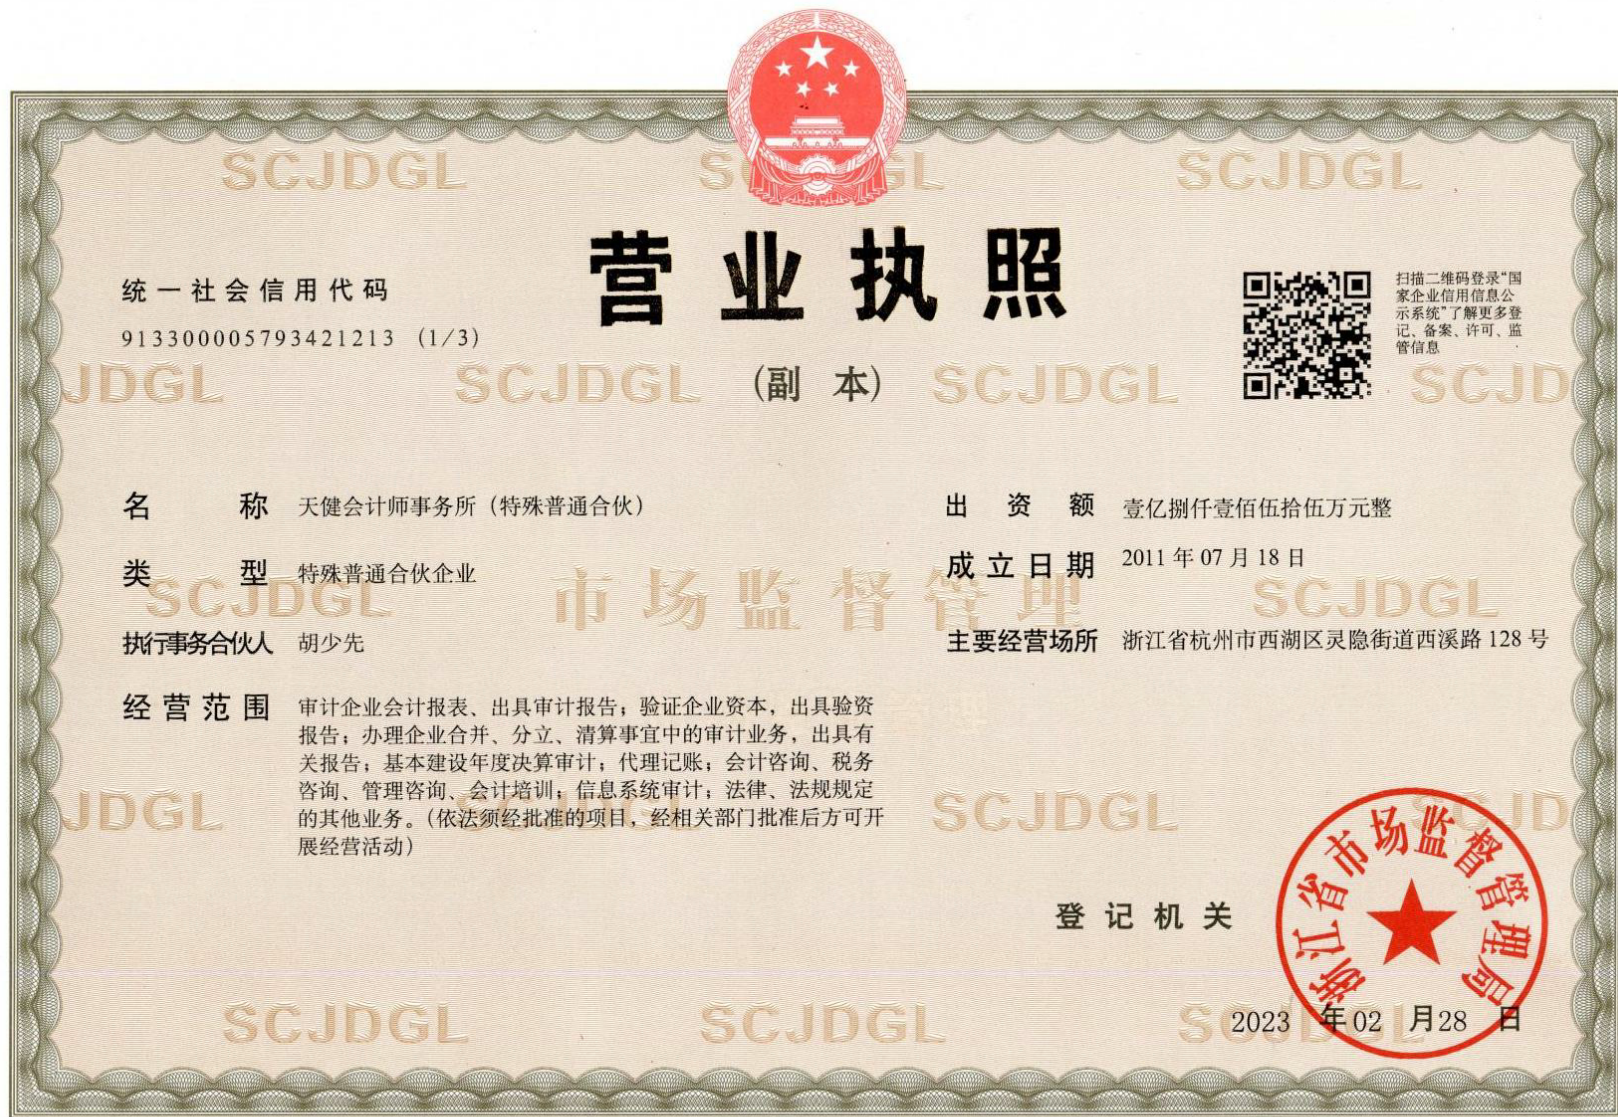 SCJDGL SCJDGL SCJDGL
营业执照
(副本)
统一社会信用代码
913300005793421213 (1/3)
扫描二维码登录“国
家企业信用信息公
示系统”了解更多登
记、备案、许可、监
管信息
JDGL SCJDGL SCJDGL SCJD
名称 天健会计师事务所（特殊普通合伙）
类型 特殊普通合伙企业
执行事务合伙人 胡少先
经营范围 审计企业会计报表、出具审计报告；验证企业资本，出具验资
报告；办理企业合并、分立、清算事宜中的审计业务，出具有
关报告；基本建设年度决算审计；代理记账；会计咨询、税务
咨询、管理咨询、会计培训；信息系统审计；法律、法规规定
的其他业务。（依法须经批准的项目，经相关部门批准后方可开
展经营活动）
出资额 壹亿捌仟壹佰伍拾伍万元整
成立日期 2011年07月18日
主要经营场所 浙江省杭州市西湖区灵隐街道西溪路128号
SCJDGL 市场监督管理 SCJDGL
JDGL SCJDGL SCJDGL SCJD
登记机关
浙江省市场监督管理局
2023 年02 月28 日
SCJDGL SCJDGL SCJDGL